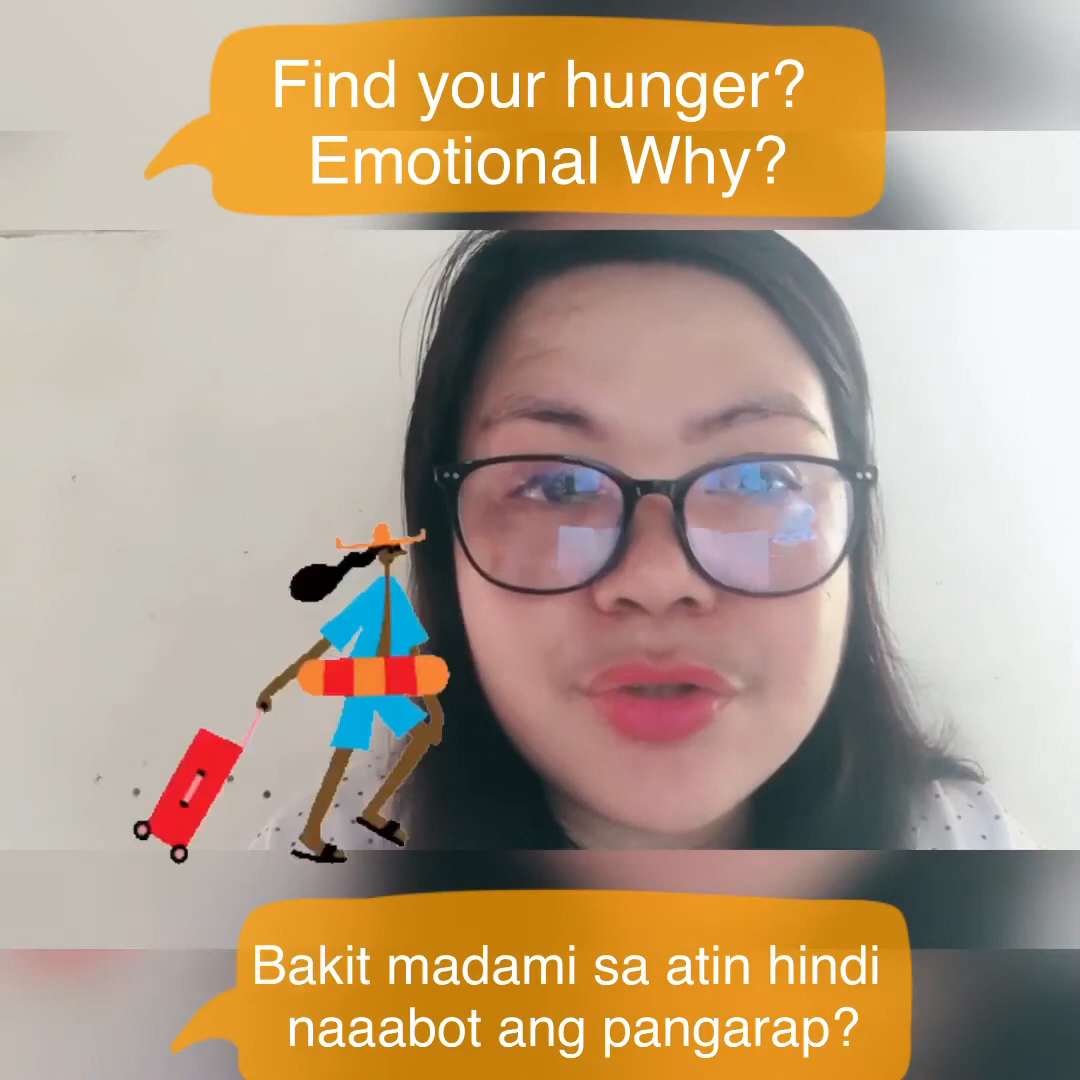 Find your hunger?
Emotional Why?
Bakit madami sa atin hindi
naaabot ang pangarap?